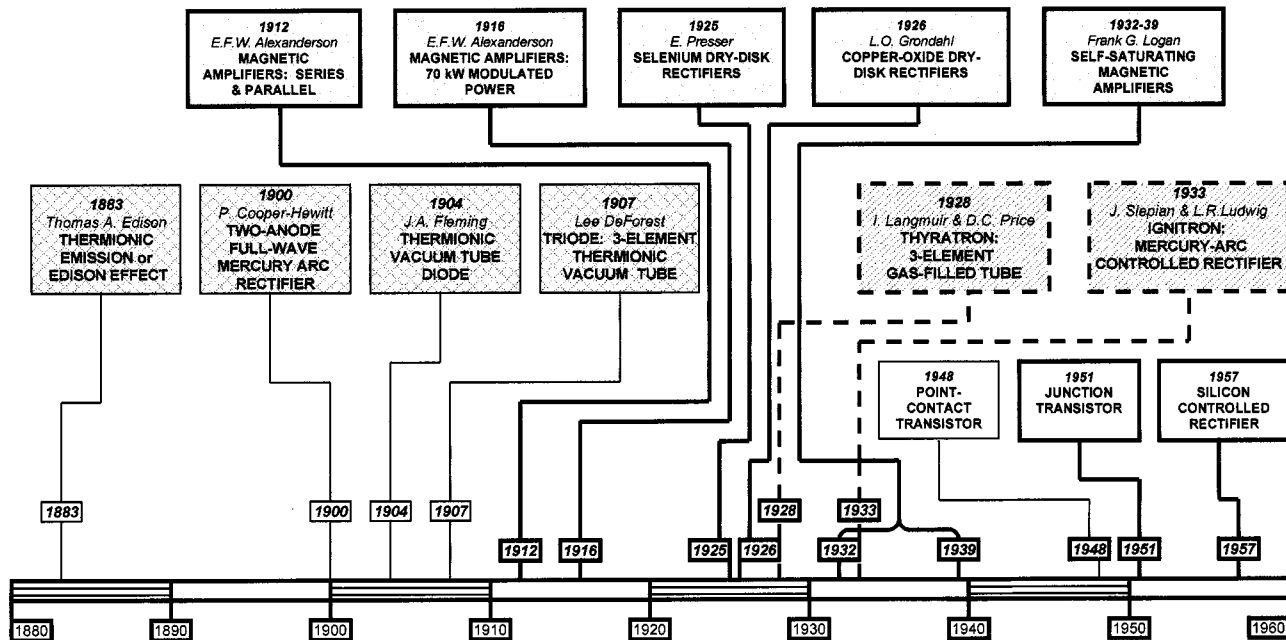 1912
E.F.W. Alexanderson
MAGNETIC
AMPLIFIERS: SERIES
& PARALLEL
1916
E.F.W. Alexanderson
MAGNETIC AMPLIFIERS:
70 kW MODULATED
POWER
1925
E. Presser
SELENIUM DRY-DISK
RECTIFIERS
1926
L.O. Grondahl
COPPER-OXIDE DRY-
DISK RECTIFIERS
1932-39
Frank G. Logan
SELF-SATURATING
MAGNETIC
AMPLIFIERS
1883
Thomas A. Edison
THERMIONIC
EMISSION or
EDISON EFFECT
1900
P. Cooper-Hewitt
TWO-ANODE
FULL-WAVE
MERCURY ARC
RECTIFIER
1904
J.A. Fleming
THERMIONIC
VACUUM TUBE
DIODE
1907
Lee DeForest
TRIODE: 3-ELEMENT
THERMIONIC
VACUUM TUBE
1928
I. Langmuir & D.C. Price
THYRATRON:
3-ELEMENT
GAS-FILLED TUBE
1933
J. Slepian & L.R.Ludwig
IGNITRON:
MERCURY-ARC
CONTROLLED RECTIFIER
1948
POINT-
CONTACT
TRANSISTOR
1951
JUNCTION
TRANSISTOR
1957
SILICON
CONTROLLED
RECTIFIER
1883
1900
1904
1907
1928
1933
1912
1916
1925
1926
1932
1939
1948
1951
1957
1880
1890
1900
1910
1920
1930
1940
1950
1960